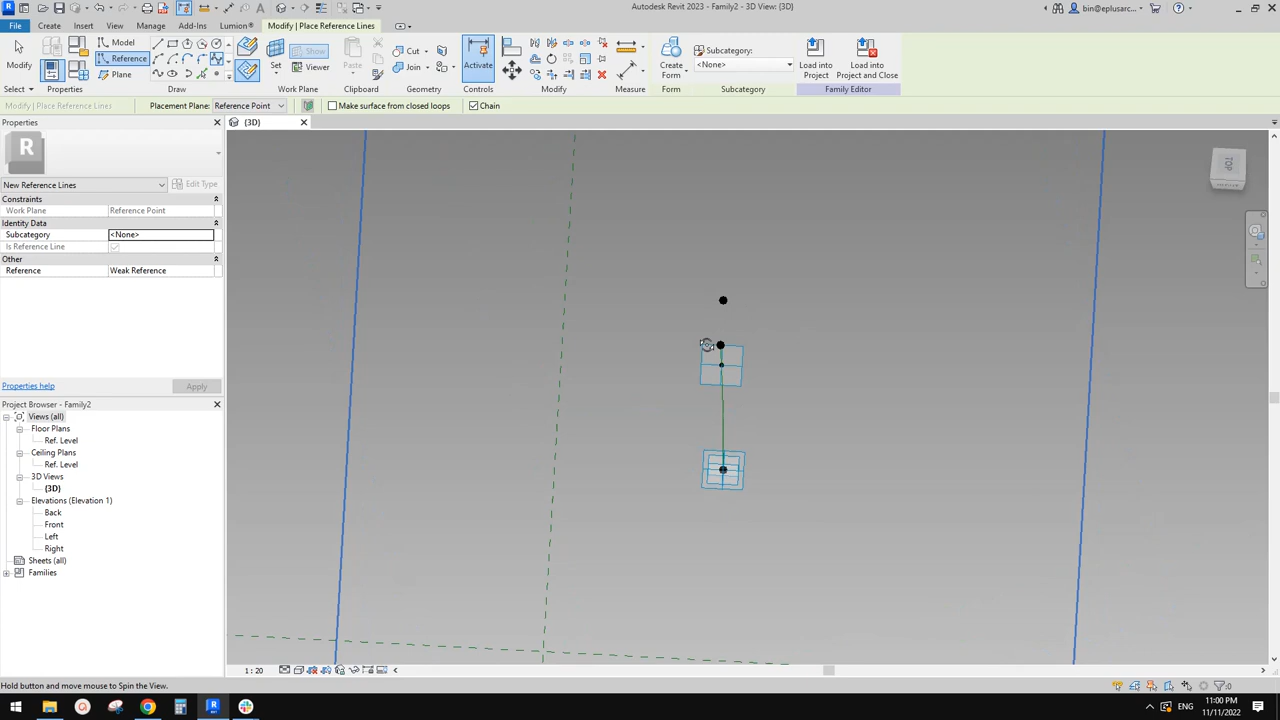 Autodesk Revit 2023 - 3D View: {3D} - Family2
bin@eplusarc...
File Create Insert View Manage Add-Ins Lumion® Modify | Place Reference Lines
Modify
Select
Properties
Model
Reference
Plane
Draw
Set
Show
Viewer
Work Plane
Paste
Clipboard
Cut
Join
Geometry
Activate
Controls
Modify
Measure
Create
Form
Form
Subcategory:
<None>
Subcategory
Load into
Project
Load into
Project and Close
Family Editor
Modify | Place Reference Lines
Placement Plane: Reference Point
Make surface from closed loops
Chain
Properties
{3D}
TOP
R
New Reference Lines
Edit Type
Constraints
Work Plane Reference Point
Identity Data
Subcategory <None>
Is Reference Line
Other
Reference Weak Reference
Properties help
Apply
Project Browser - Family2
Views (all)
Floor Plans
Ref. Level
Ceiling Plans
Ref. Level
3D Views
{3D}
Elevations (Elevation 1)
Back
Front
Left
Right
Sheets (all)
Families
1 : 20
Hold button and move mouse to Spin the View.
:0
ENG
11:00 PM
11/11/2022